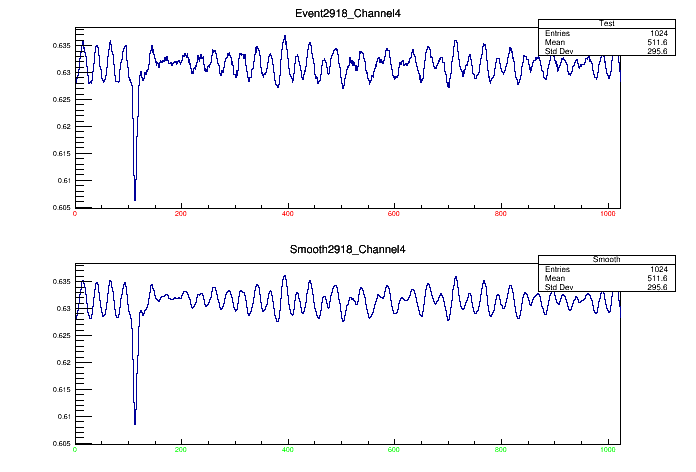 Event2918_Channel4
Test
Entries 1024
Mean 511.6
Std Dev 295.6
0.635
0.63
0.625
0.62
0.615
0.61
0.605
0 200 400 600 800 1000
Smooth2918_Channel4
Smooth
Entries 1024
Mean 511.6
Std Dev 295.6
0.635
0.63
0.625
0.62
0.615
0.61
0.605
0 200 400 600 800 1000